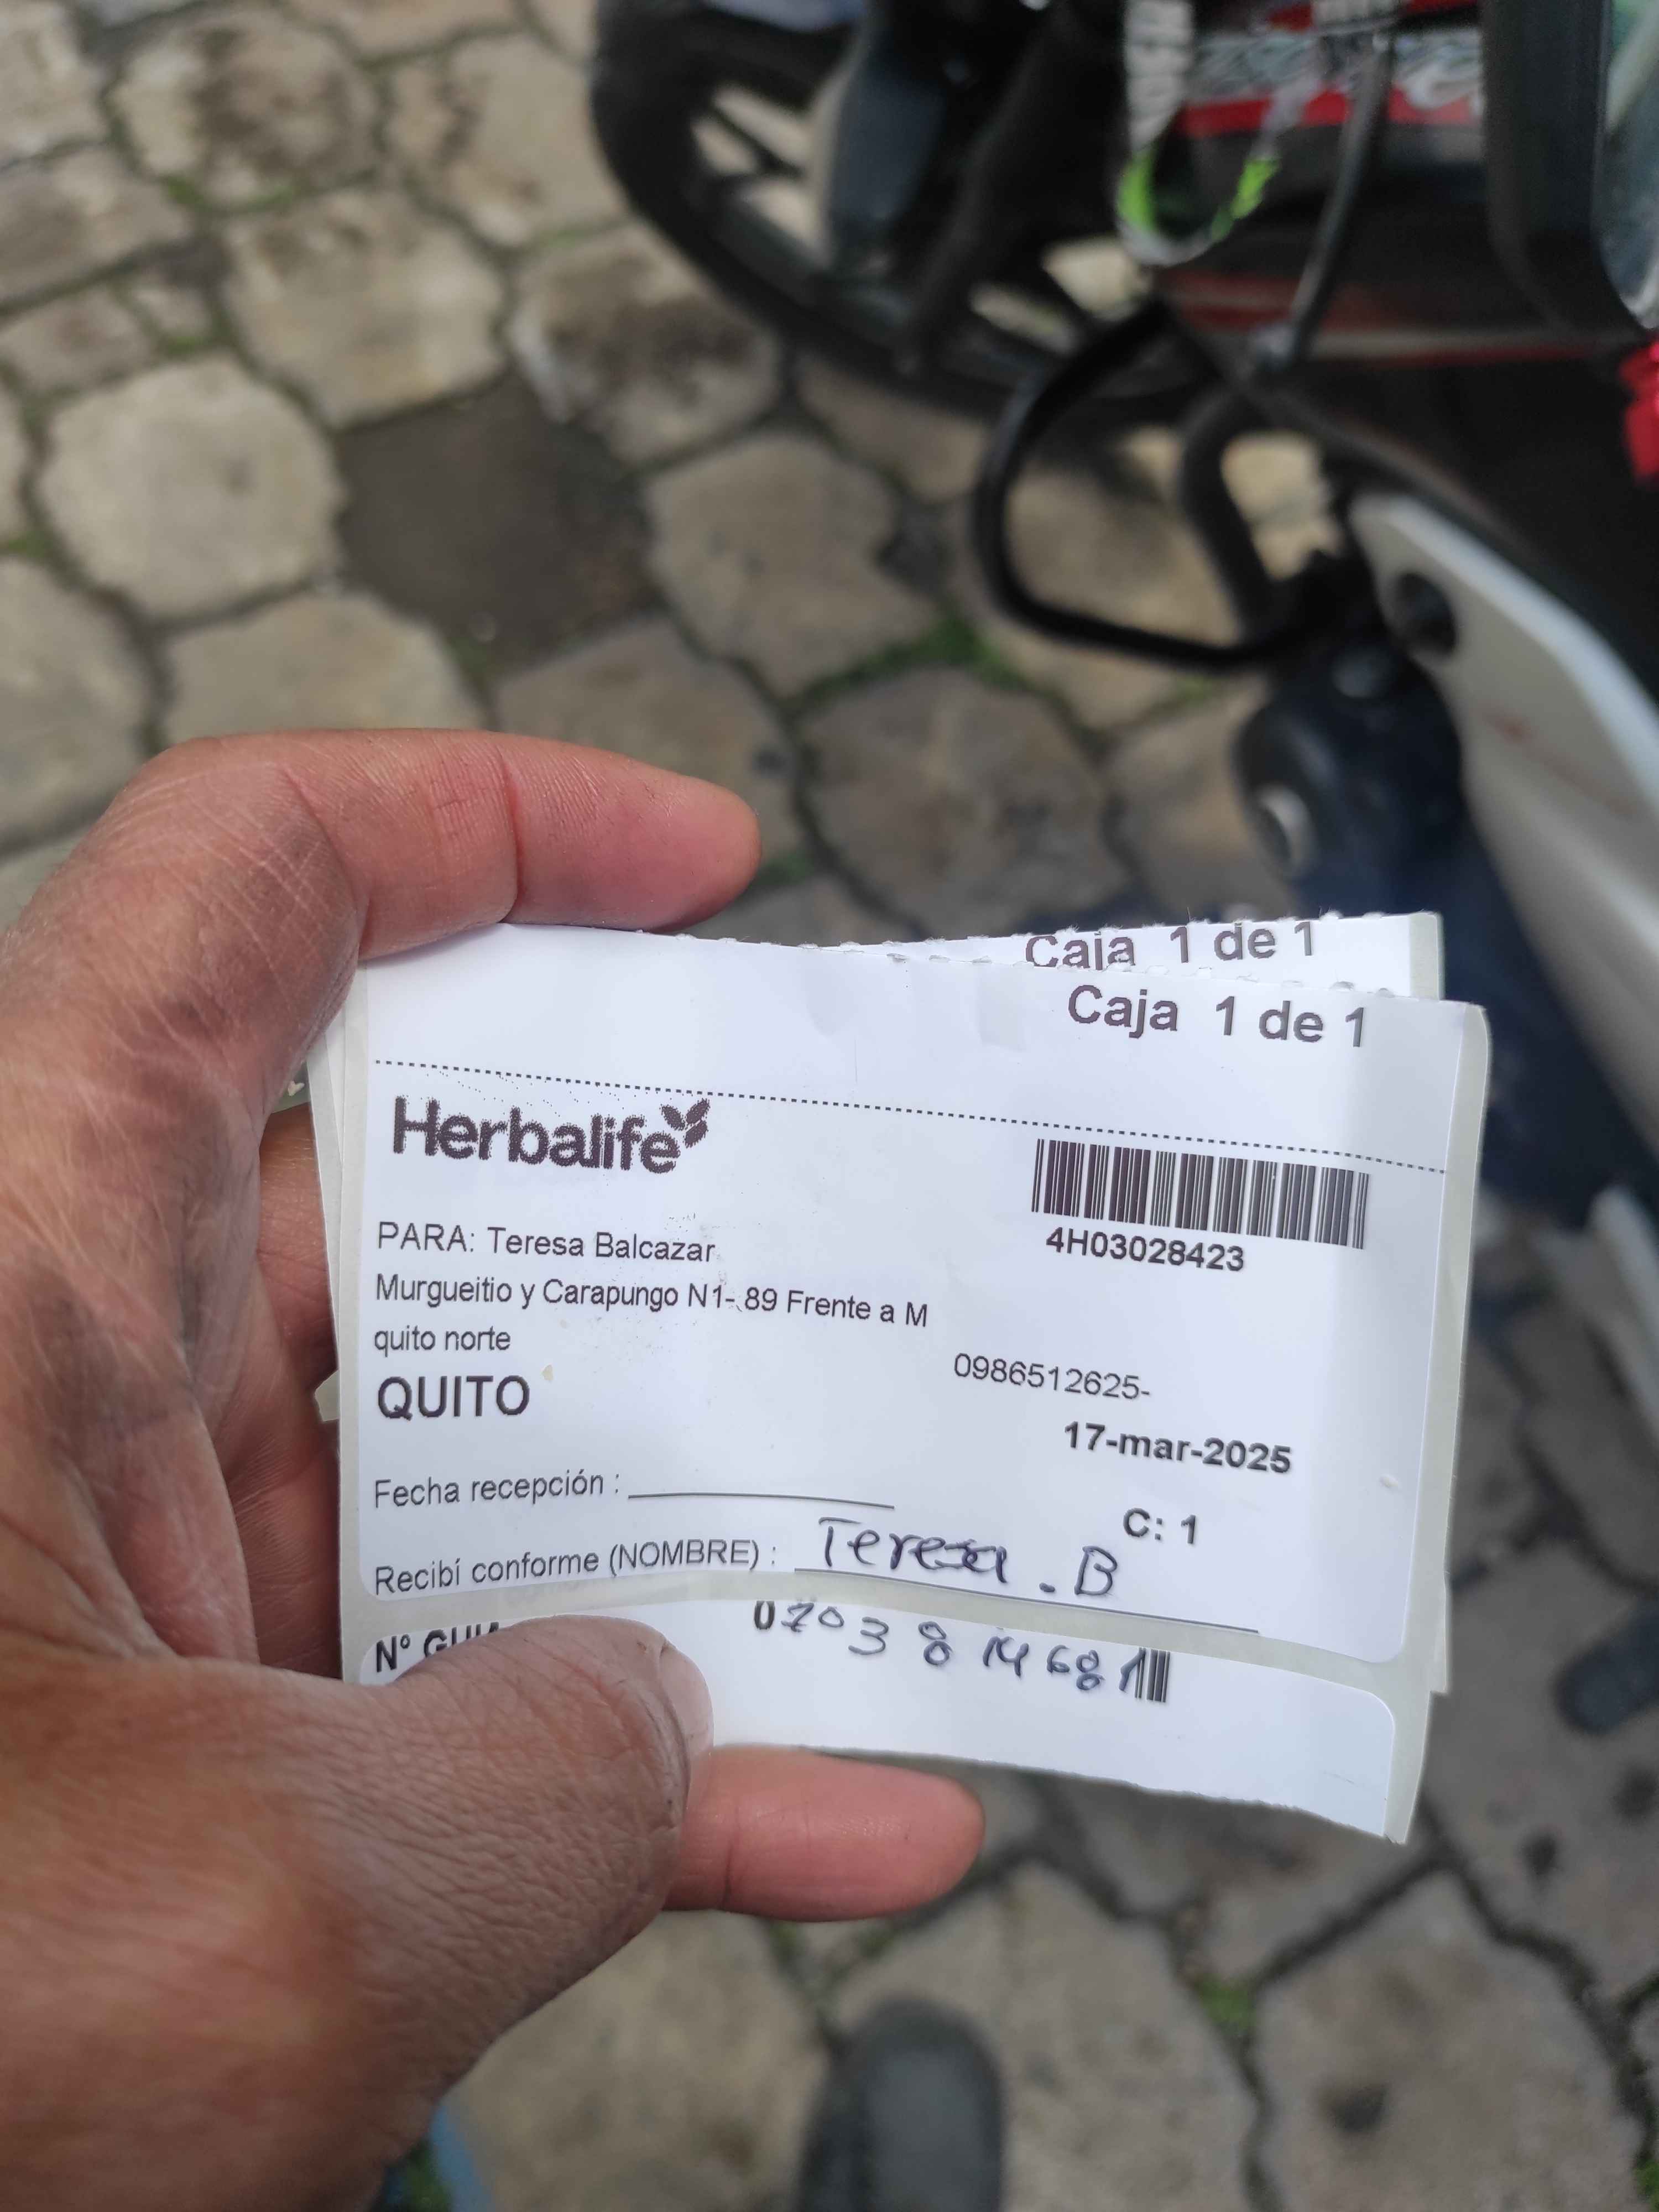 Caja 1 de 1
Caja 1 de 1
Herbalife
4H03028423
PARA: Teresa Balcazar
Murgueitio y Carapungo N1- 89 Frente a M
quito norte
0986512625-
QUITO
17-mar-2025
Fecha recepción :
C: 1
Recibí conforme (NOMBRE) : Teresa . B
Nº